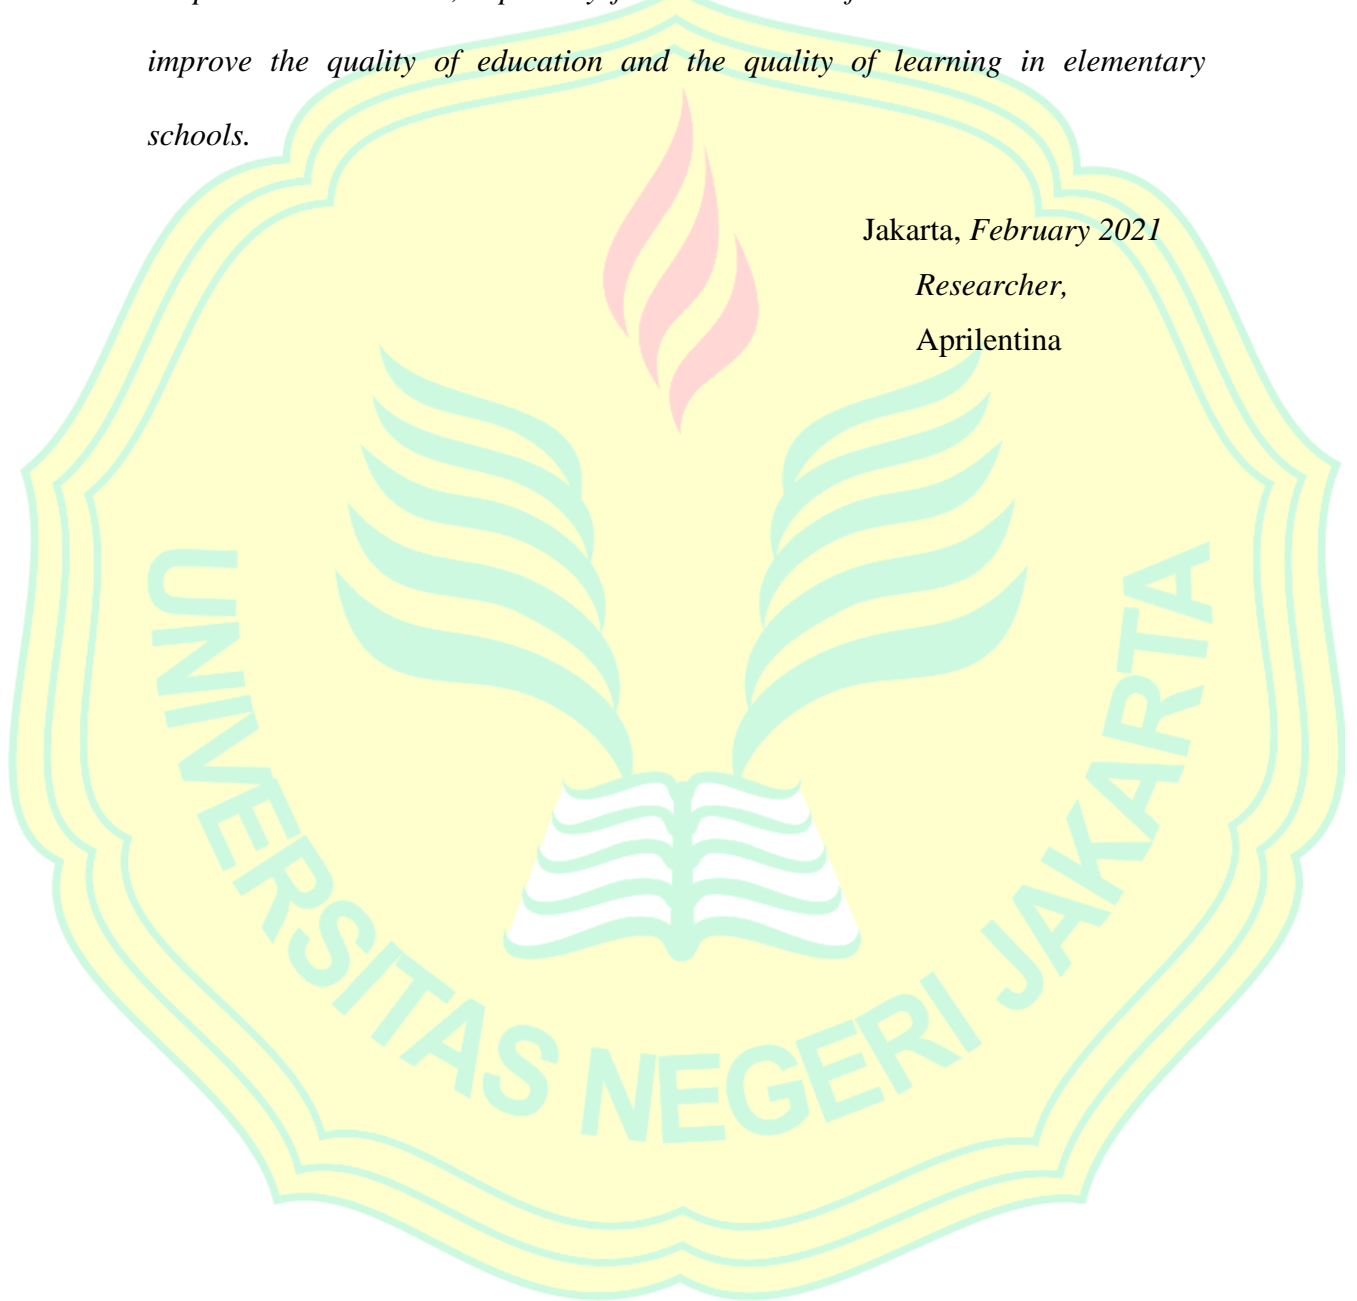 improve the quality of education and the quality of learning in elementary
schools.
Jakarta, February 2021
Researcher,
Aprilentina
UNIVERSITAS NEGERI JAKARTA